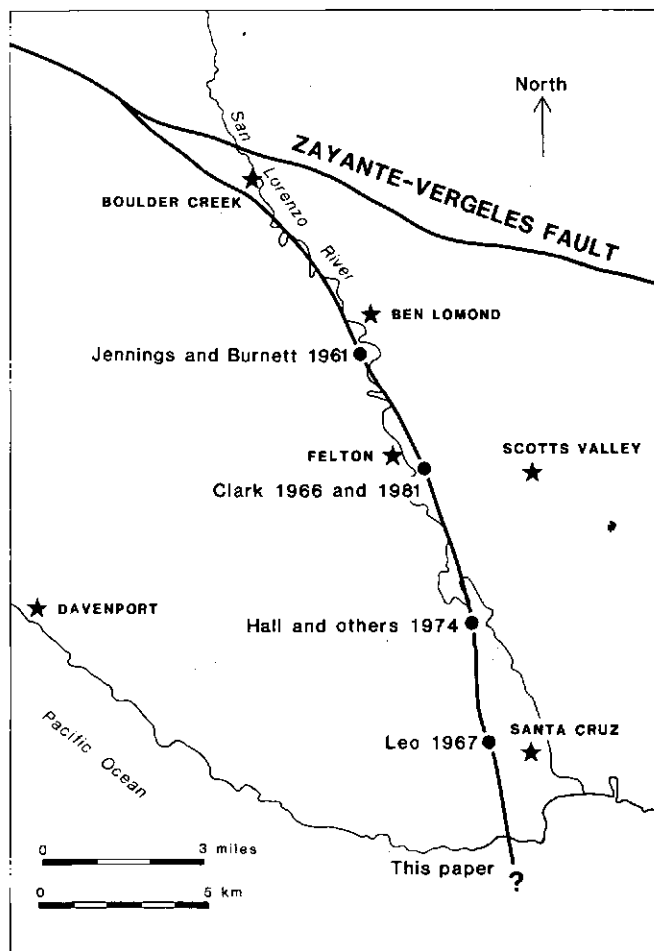 North
ZAYANTE-VERGELES FAULT
San Lorenzo River
BOULDER CREEK
BEN LOMOND
Jennings and Burnett 1961
FELTON
SCOTTS VALLEY
Clark 1966 and 1981
DAVENPORT
Hall and others 1974
Pacific Ocean
Leo 1967
SANTA CRUZ
0 3 miles
0 5 km
This paper
?